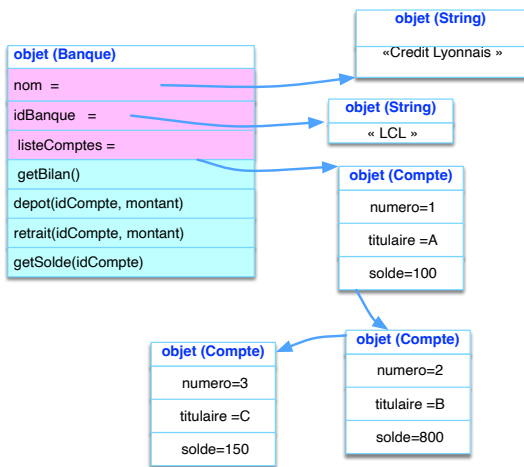 objet (String)
«Credit Lyonnais »
objet (Banque)
nom =
idBanque =
listeComptes =
getBilan()
depot(idCompte, montant)
retrait(idCompte, montant)
getSolde(idCompte)
objet (String)
« LCL »
objet (Compte)
numero=1
titulaire =A
solde=100
objet (Compte)
numero=2
titulaire =B
solde=800
objet (Compte)
numero=3
titulaire =C
solde=150